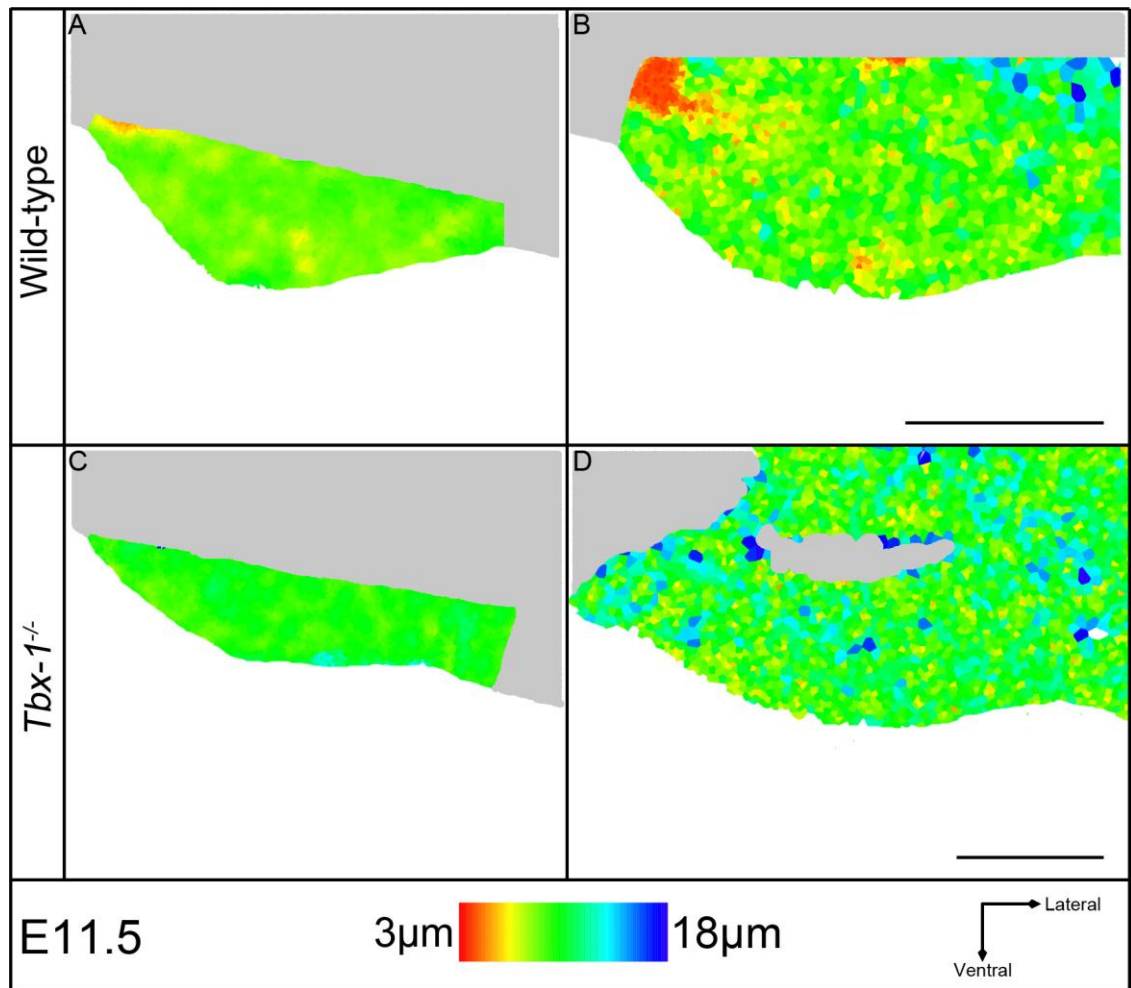 A
B
Wild-type
C
D
Tbx-1-/-
E11.5
3µm
18µm
Lateral
Ventral